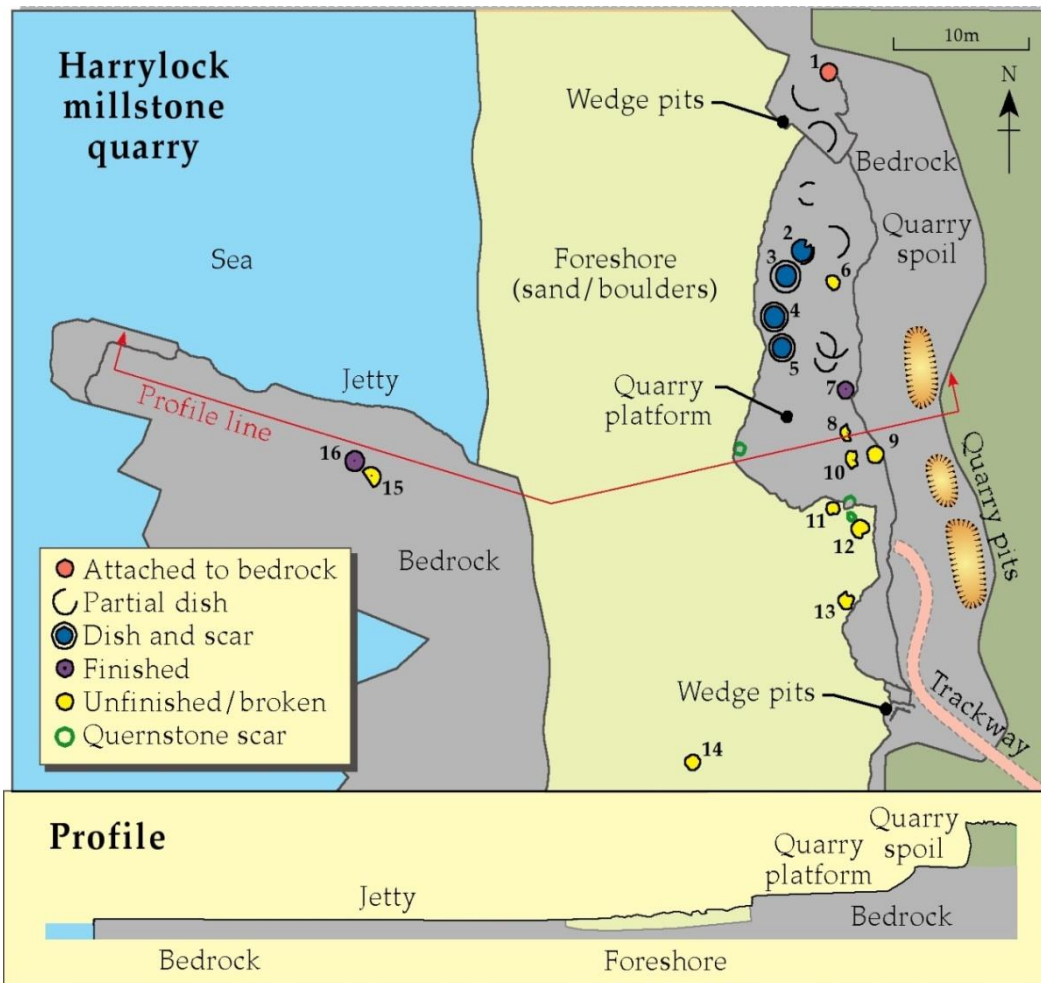 Harrylock
millstone
quarry
10m
N
1
Wedge pits
Bedrock
Quarry
spoil
Sea
Foreshore
(sand/boulders)
2
3
6
4
5
Jetty
Profile line
Quarry
platform
7
8
9
10
16
15
11
12
Quarry pits
Bedrock
13
Wedge pits
Trackway
14
Attached to bedrock
Partial dish
Dish and scar
Finished
Unfinished/broken
Quernstone scar
Profile
Quarry
spoil
Quarry
platform
Jetty
Bedrock
Bedrock
Foreshore